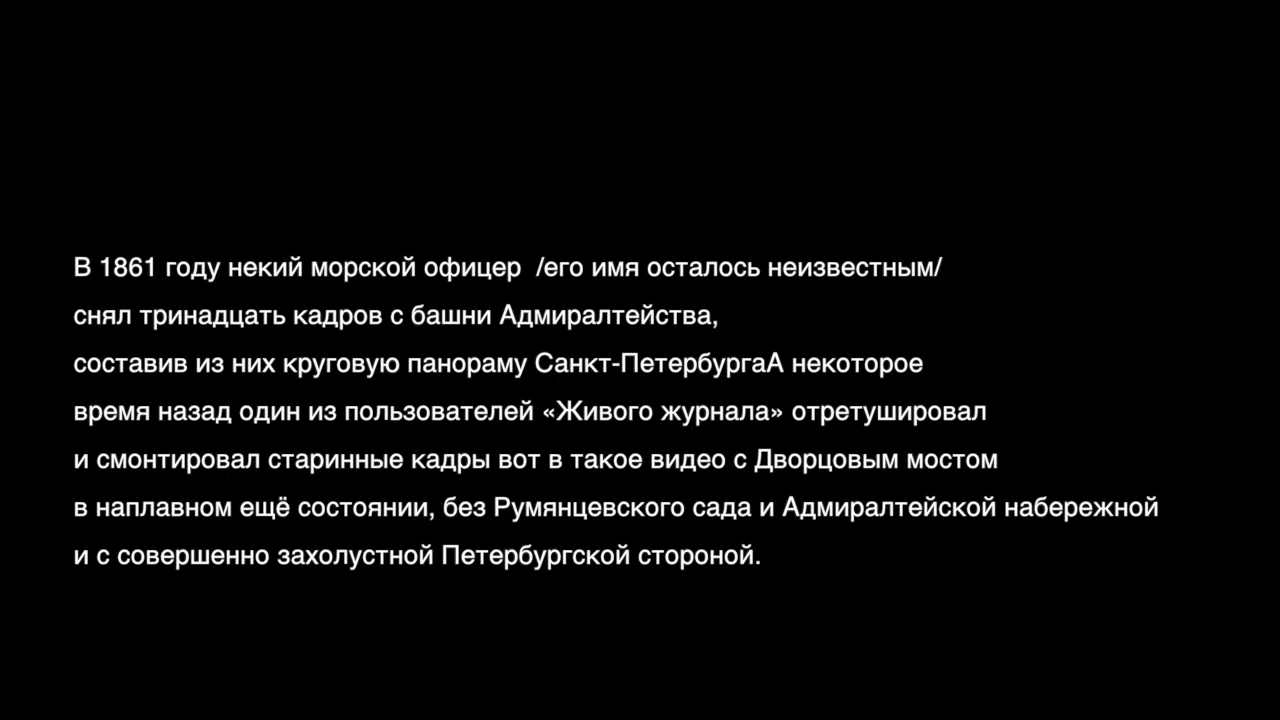 В 1861 году некий морской офицер  /его имя осталось неизвестным/
снял тринадцать кадров с башни Адмиралтейства,
составив из них круговую панораму Санкт-ПетербургаА некоторое
время назад один из пользователей «Живого журнала» отретушировал
и смонтировал старинные кадры вот в такое видео с Дворцовым мостом
в наплавном ещё состоянии, без Румянцевского сада и Адмиралтейской набережной
и с совершенно захолустной Петербургской стороной.